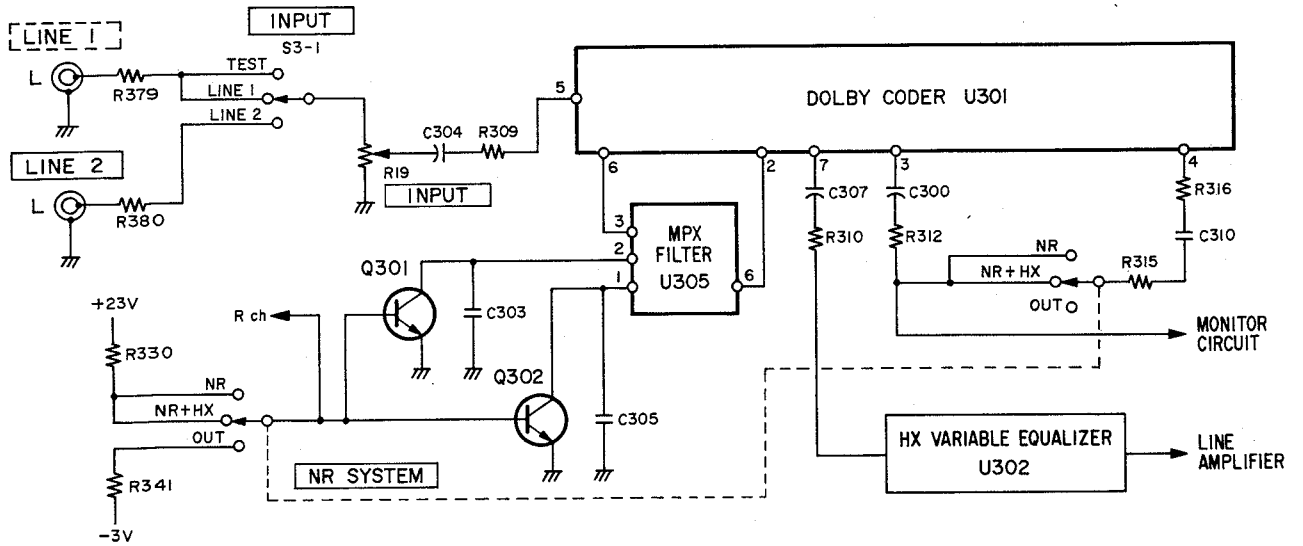 LINE 1
INPUT
S3-1
L
R379
TEST
LINE 1
LINE 2
LINE 2
L
R380
R19
INPUT
C304
R309
5
DOLBY CODER U301
6
2
7
3
4
C307
C300
R316
R310
R312
C310
3
2
1
MPX
FILTER
U305
6
NR
NR+HX
OUT
R315
MONITOR
CIRCUIT
Q301
C303
Q302
C305
R ch
+23V
R330
NR
NR+HX
OUT
R341
-3V
NR SYSTEM
HX VARIABLE EQUALIZER
U302
LINE
AMPLIFIER